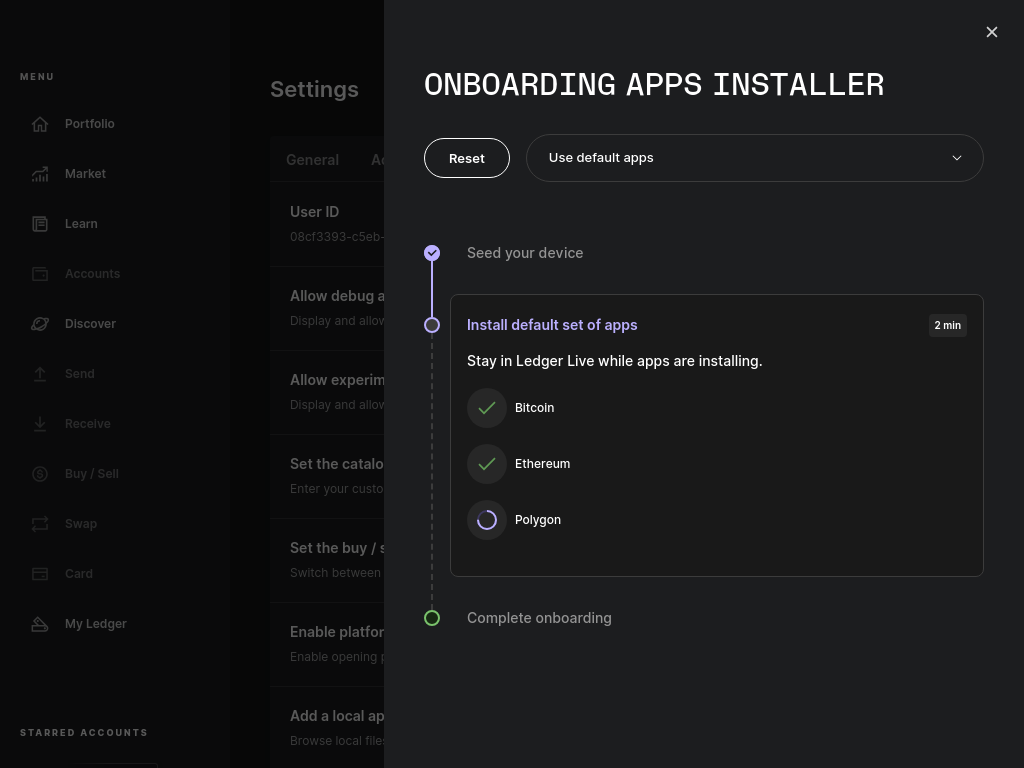 MENU
Portfolio
Market
Learn
Accounts
Discover
Send
Receive
Buy / Sell
Swap
Card
My Ledger
STARRED ACCOUNTS
Settings
General
User ID
08cf3393-c5eb-
Allow debug a
Display and allow
Allow experim
Display and allow
Set the catalo
Enter your custo
Set the buy / s
Switch between
Enable platfor
Enable opening p
Add a local ap
Browse local files
ONBOARDING APPS INSTALLER
Reset
Use default apps
Seed your device
Install default set of apps
2 min
Stay in Ledger Live while apps are installing.
Bitcoin
Ethereum
Polygon
Complete onboarding